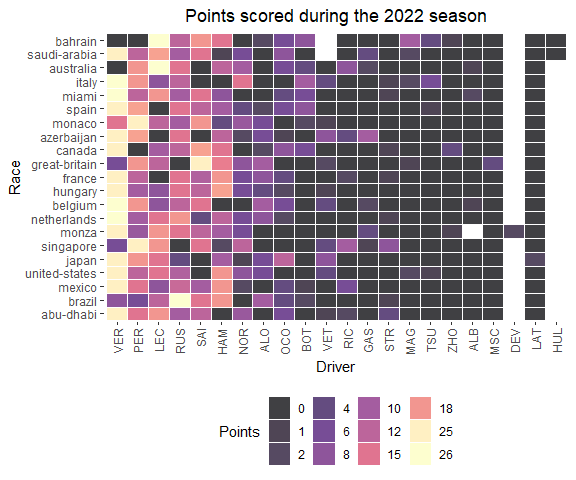 Points scored during the 2022 season
Race
bahrain
saudi-arabia
australia
italy
miami
spain
monaco
azerbaijan
canada
great-britain
france
hungary
belgium
netherlands
monza
singapore
japan
united-states
mexico
brazil
abu-dhabi
VER PER LEC RUS SAI HAM NOR ALO OCO BOT VET RIC GAS STR MAG TSU ZHO ALB MSC DEV LAT HUL
Driver
Points
0 4 10 18
1 6 12 25
2 8 15 26